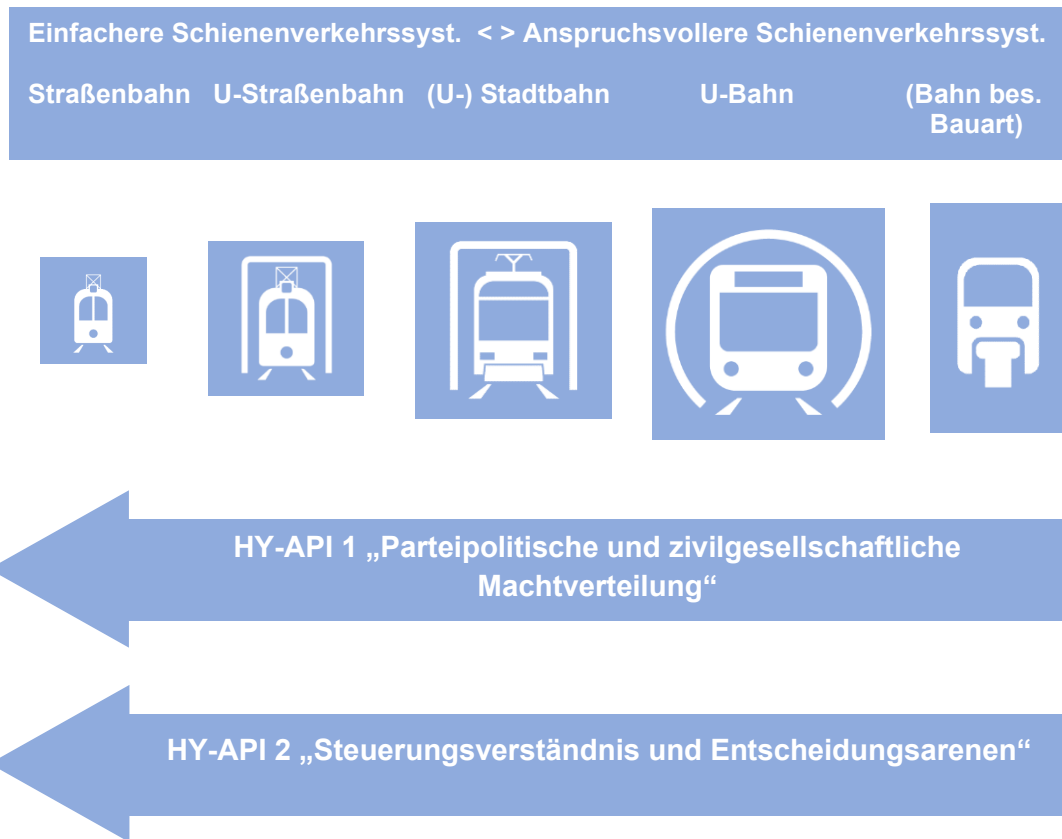 Einfachere Schienenverkehrssyst. < > Anspruchsvollere Schienenverkehrssyst.
Straßenbahn U-Straßenbahn (U-) Stadtbahn U-Bahn (Bahn bes.
Bauart)
HY-API 1 „Parteipolitische und zivilgesellschaftliche
Machtverteilung“
HY-API 2 „Steuerungsverständnis und Entscheidungsarenen“